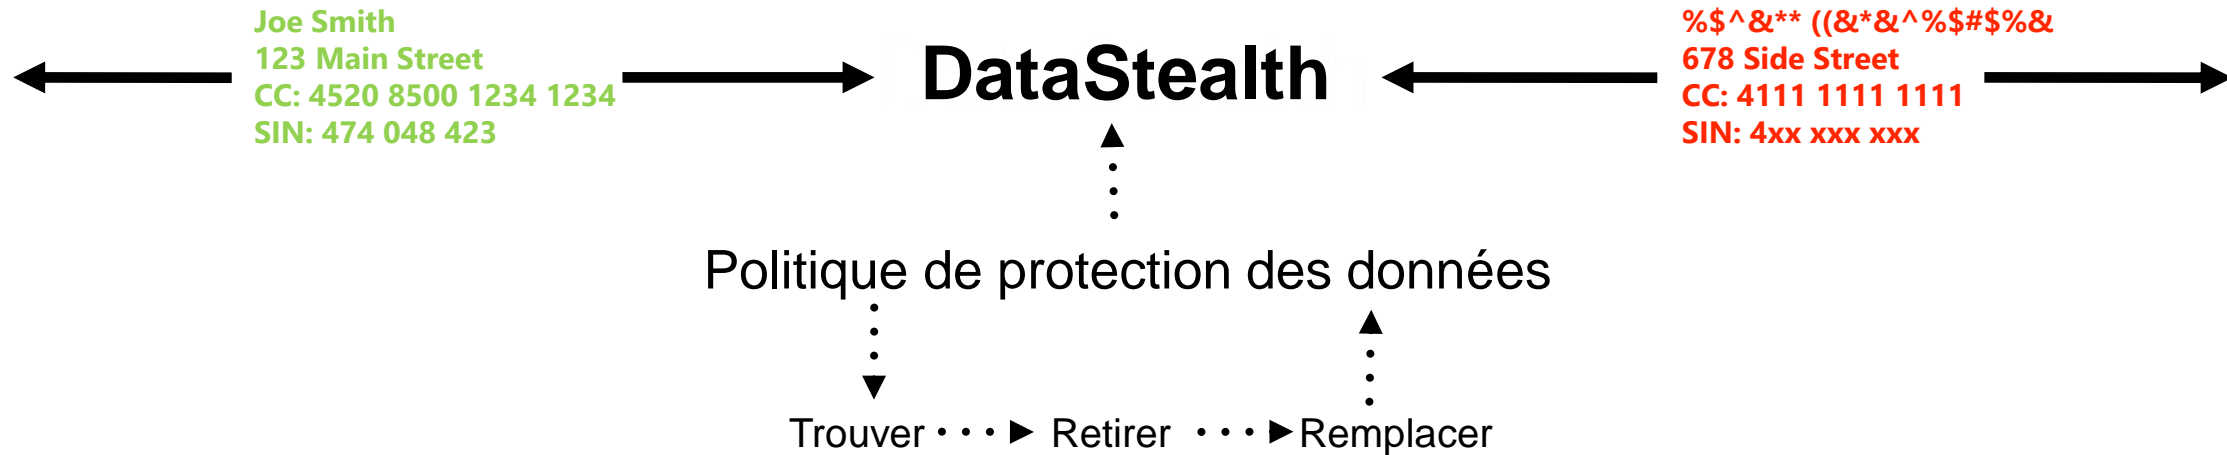 Joe Smith
123 Main Street
CC: 4520 8500 1234 1234
SIN: 474 048 423
DataStealth
%$^&** ((&*&^%$#$%&
678 Side Street
CC: 4111 1111 1111
SIN: 4xx xxx xxx
Politique de protection des données
Trouver Retirer Remplacer